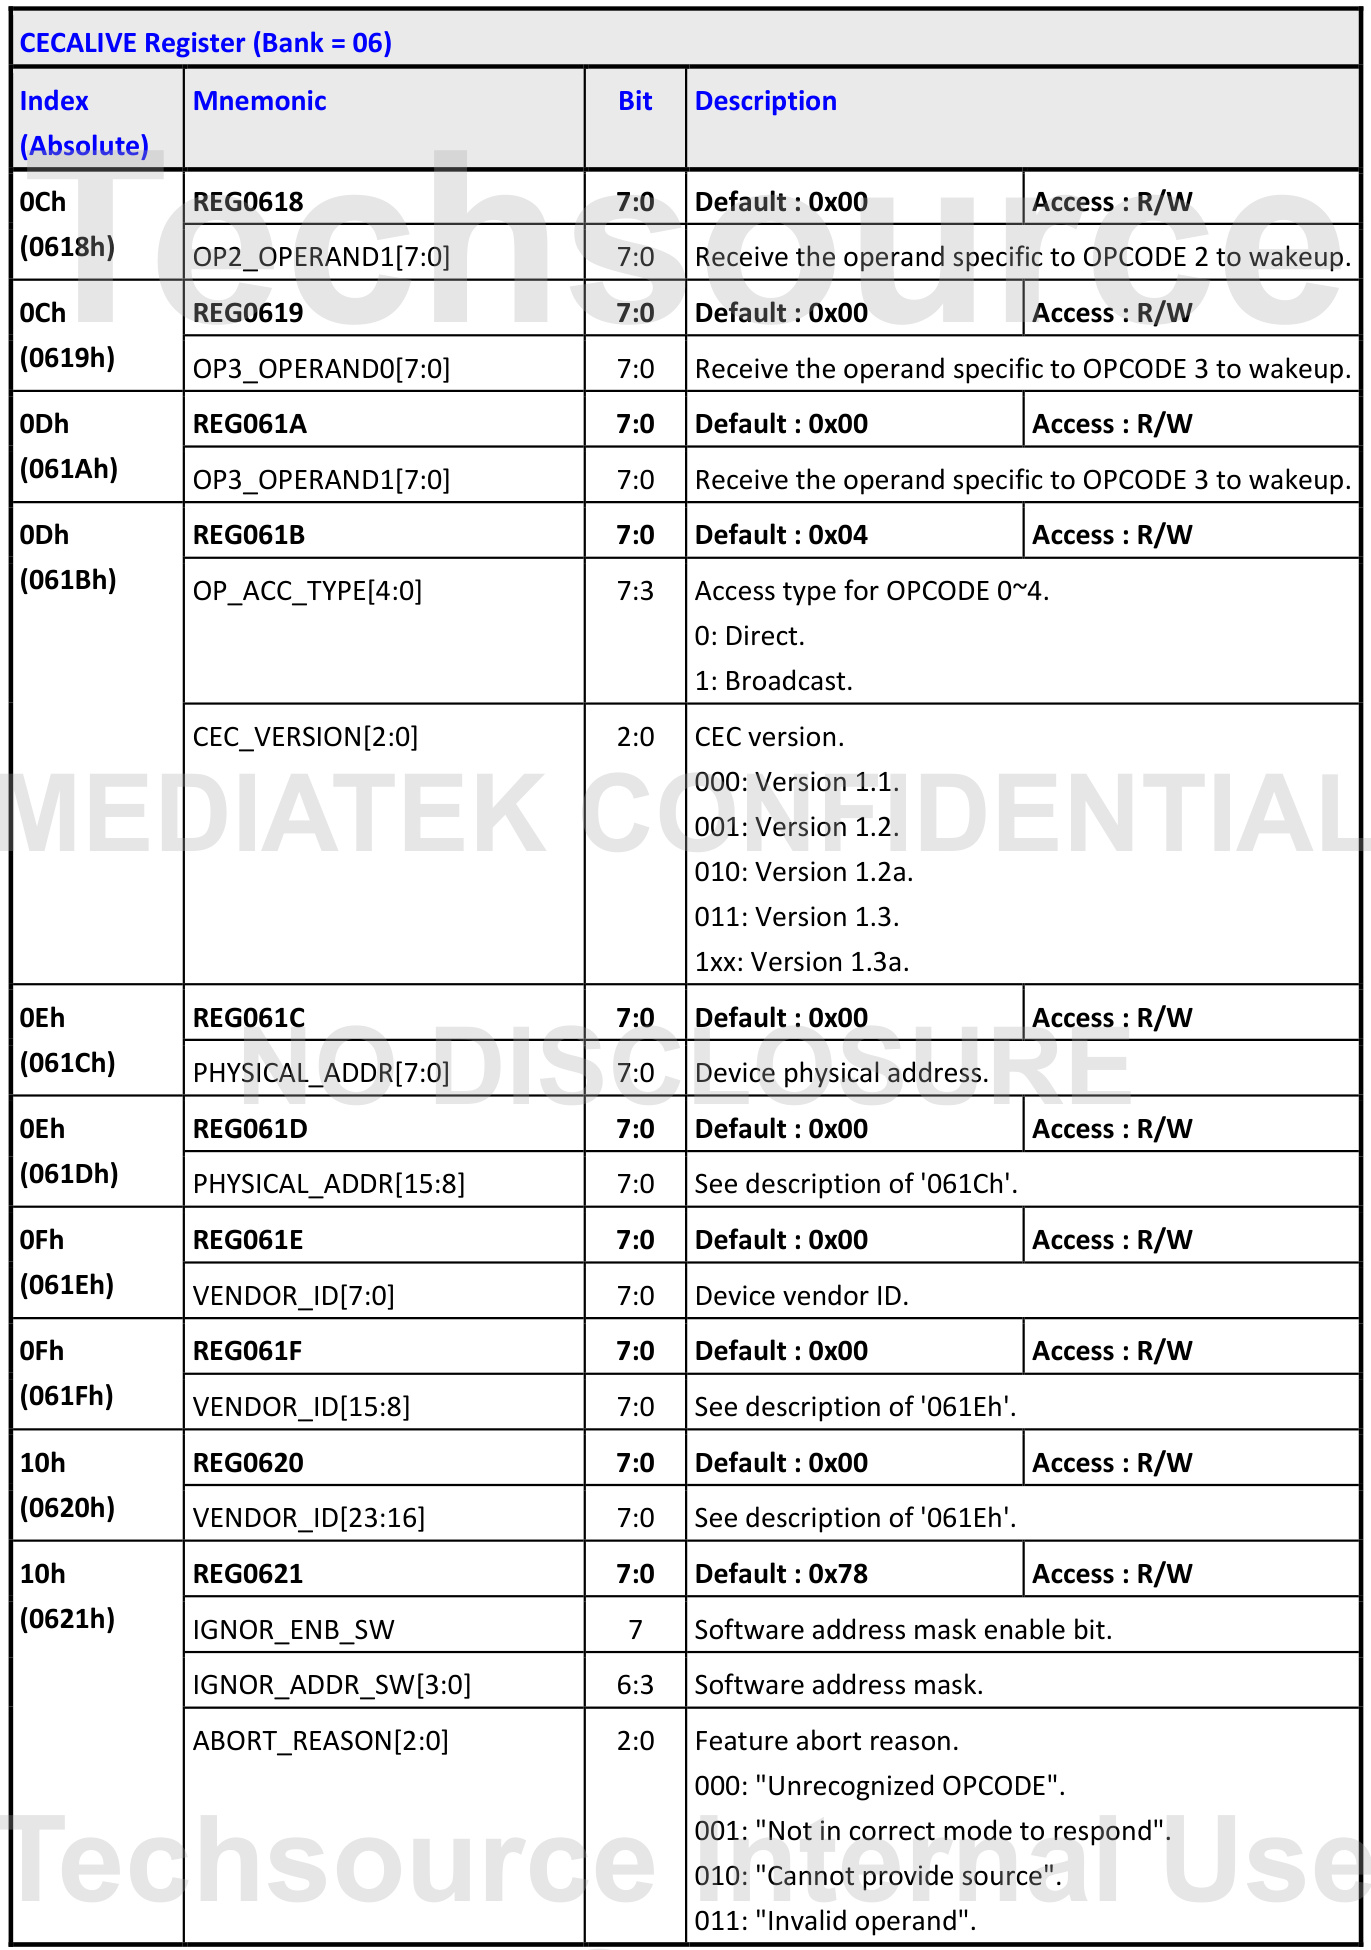 CECALIVE Register (Bank = 06)
Index (Absolute) Mnemonic Bit Description
0Ch (0618h) REG0618 7:0 Default : 0x00 Access : R/W
OP2_OPERAND1[7:0] 7:0 Receive the operand specific to OPCODE 2 to wakeup.
Techsource
0Ch (0619h) REG0619 7:0 Default : 0x00 Access : R/W
OP3_OPERAND0[7:0] 7:0 Receive the operand specific to OPCODE 3 to wakeup.
0Dh (061Ah) REG061A 7:0 Default : 0x00 Access : R/W
OP3_OPERAND1[7:0] 7:0 Receive the operand specific to OPCODE 3 to wakeup.
0Dh (061Bh) REG061B 7:0 Default : 0x04 Access : R/W
OP_ACC_TYPE[4:0] 7:3 Access type for OPCODE 0~4.
0: Direct.
1: Broadcast.
CEC_VERSION[2:0] 2:0 CEC version.
000: Version 1.1.
MEDIATEK CONFIDENTIAL
001: Version 1.2.
010: Version 1.2a.
011: Version 1.3.
1xx: Version 1.3a.
0Eh (061Ch) REG061C 7:0 Default : 0x00 Access : R/W
NO DISCLOSURE
PHYSICAL_ADDR[7:0] 7:0 Device physical address.
0Eh (061Dh) REG061D 7:0 Default : 0x00 Access : R/W
PHYSICAL_ADDR[15:8] 7:0 See description of '061Ch'.
0Fh (061Eh) REG061E 7:0 Default : 0x00 Access : R/W
VENDOR_ID[7:0] 7:0 Device vendor ID.
0Fh (061Fh) REG061F 7:0 Default : 0x00 Access : R/W
VENDOR_ID[15:8] 7:0 See description of '061Eh'.
10h (0620h) REG0620 7:0 Default : 0x00 Access : R/W
VENDOR_ID[23:16] 7:0 See description of '061Eh'.
10h (0621h) REG0621 7:0 Default : 0x78 Access : R/W
IGNOR_ENB_SW 7 Software address mask enable bit.
IGNOR_ADDR_SW[3:0] 6:3 Software address mask.
ABORT_REASON[2:0] 2:0 Feature abort reason.
000: "Unrecognized OPCODE".
001: "Not in correct mode to respond".
Techsource Internal Use
010: "Cannot provide source".
011: "Invalid operand".